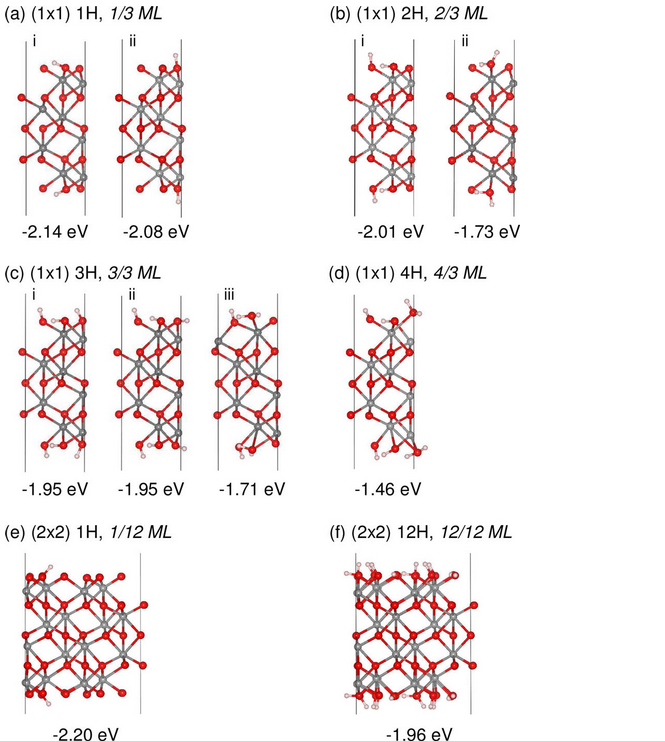 (a) (1x1) 1H, 1/3 ML
i ii
-2.14 eV -2.08 eV
(b) (1x1) 2H, 2/3 ML
i ii
-2.01 eV -1.73 eV
(c) (1x1) 3H, 3/3 ML
i ii iii
-1.95 eV -1.95 eV -1.71 eV
(d) (1x1) 4H, 4/3 ML
-1.46 eV
(e) (2x2) 1H, 1/12 ML
-2.20 eV
(f) (2x2) 12H, 12/12 ML
-1.96 eV